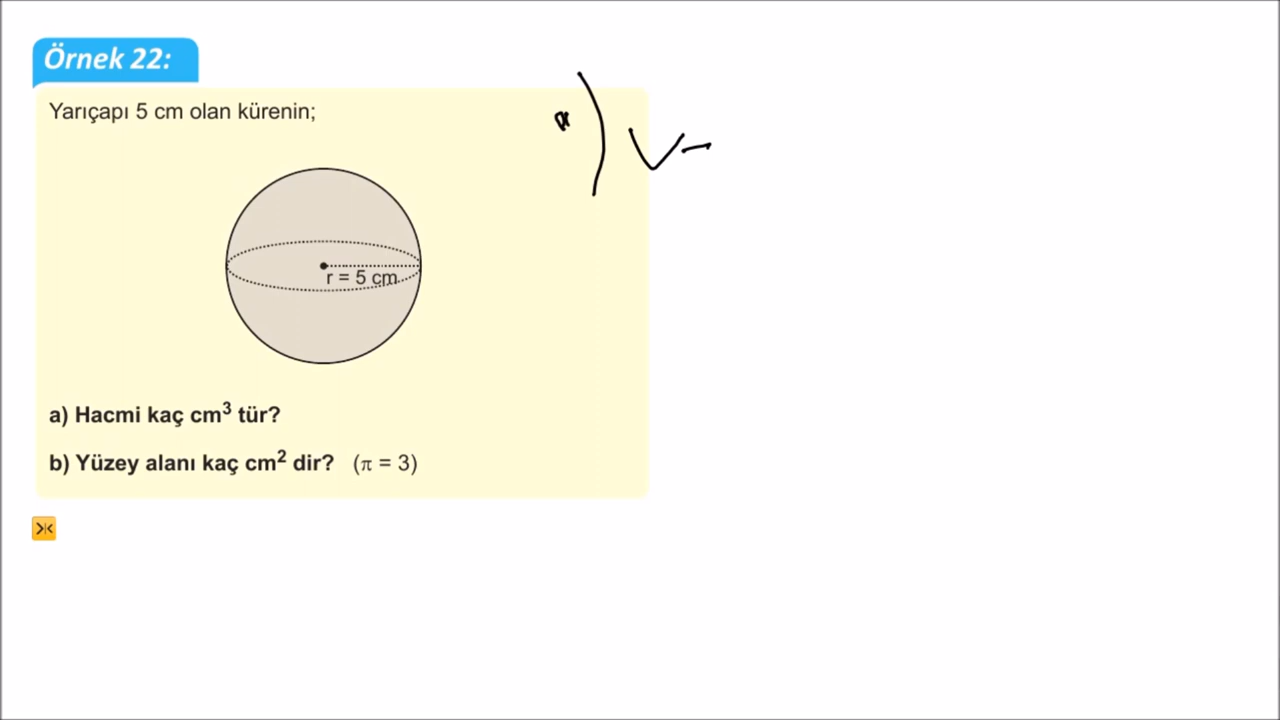 Örnek 22:
Yarıçapı 5 cm olan kürenin;
a) V=
r = 5 cm
a) Hacmi kaç cm³ tür?
b) Yüzey alanı kaç cm² dir? (π = 3)